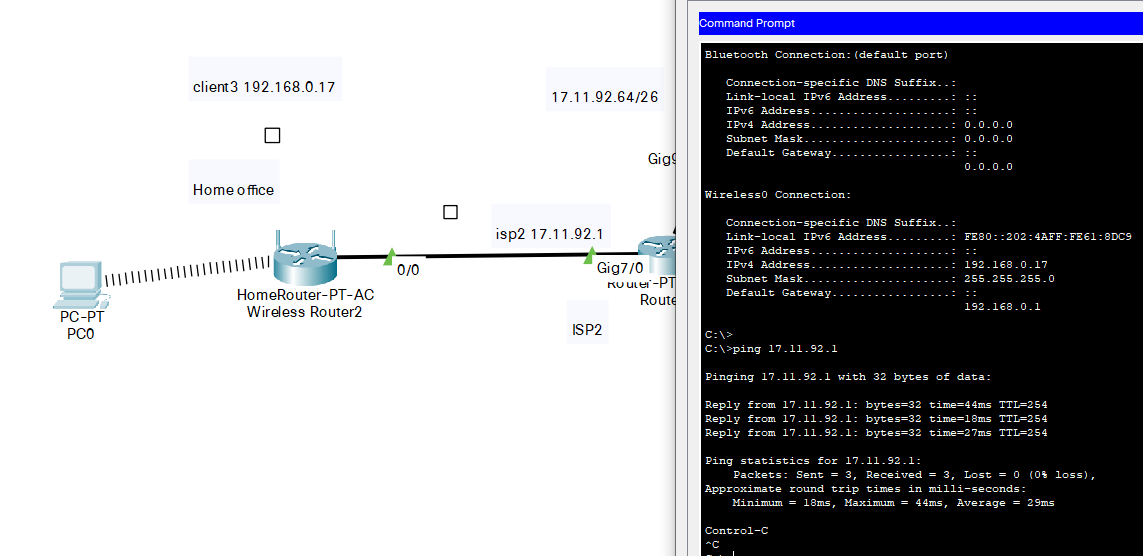 client3 192.168.0.17
17.11.92.64/26
Home office
isp2 17.11.92.1
0/0
Gig7/0
HomeRouter-PT-AC
Wireless Router2
PC-PT
PC0
ISP2
Command Prompt
Bluetooth Connection:(default port)
Connection-specific DNS Suffix..:
Link-local IPv6 Address.........: ::
IPv6 Address....................: ::
IPv4 Address....................: 0.0.0.0
Subnet Mask.....................: 0.0.0.0
Default Gateway.................: ::
0.0.0.0
Wireless0 Connection:
Connection-specific DNS Suffix..:
Link-local IPv6 Address.........: FE80::202:4AFF:FE61:8DC9
IPv6 Address....................: ::
IPv4 Address....................: 192.168.0.17
Subnet Mask.....................: 255.255.255.0
Default Gateway.................: ::
192.168.0.1
C:\>
C:\>ping 17.11.92.1
Pinging 17.11.92.1 with 32 bytes of data:
Reply from 17.11.92.1: bytes=32 time=44ms TTL=254
Reply from 17.11.92.1: bytes=32 time=18ms TTL=254
Reply from 17.11.92.1: bytes=32 time=27ms TTL=254
Ping statistics for 17.11.92.1:
Packets: Sent = 3, Received = 3, Lost = 0 (0% loss),
Approximate round trip times in milli-seconds:
Minimum = 18ms, Maximum = 44ms, Average = 29ms
Control-C
^C